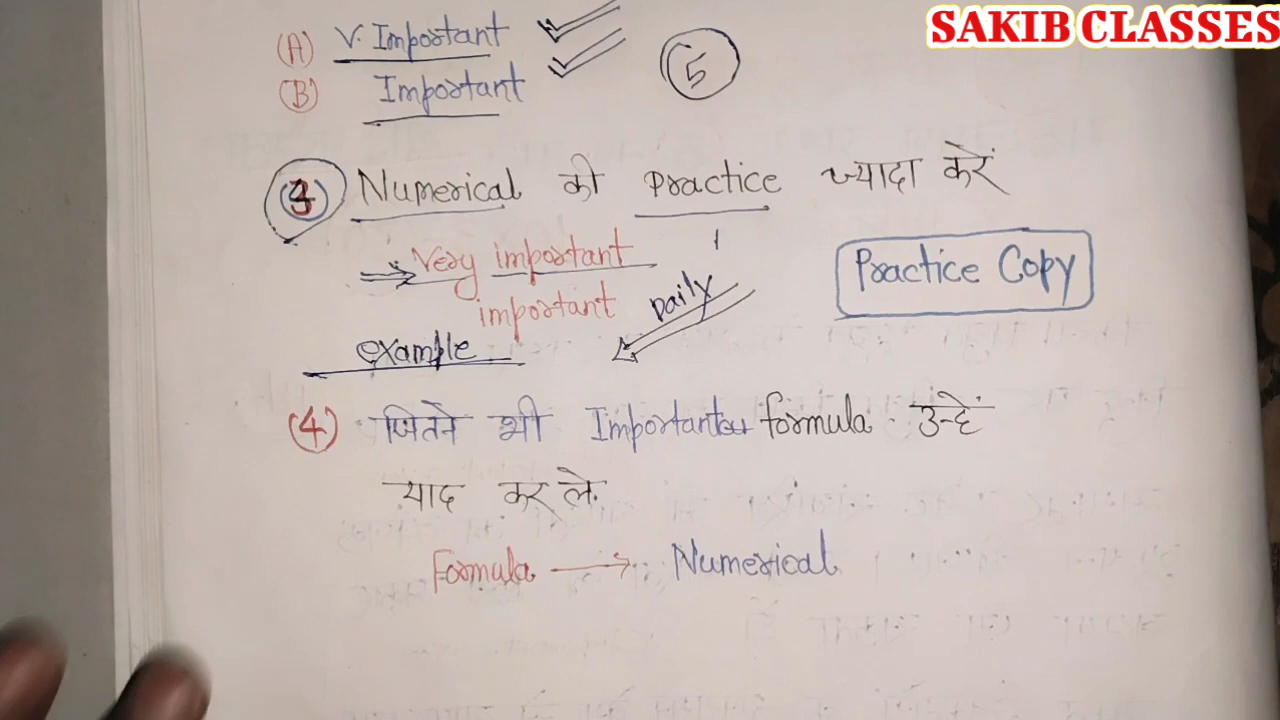 SAKIB CLASSES
(A) V. Important
(B) Important
5
(3) Numerical की Practice ज्यादा करें
Very important
important
Daily
Practice Copy
example
(4) जितने भी Important formula उन्हें
याद कर ले
Formula → Numerical